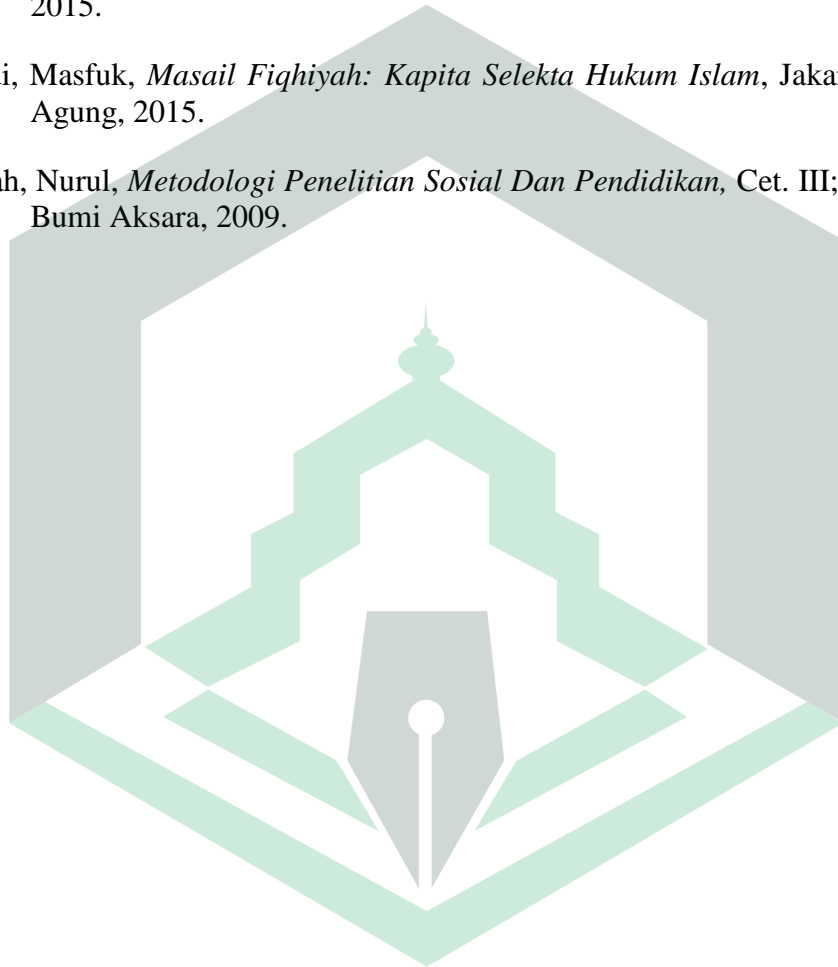 2015.
i, Masfuk, Masail Fiqhiyah: Kapita Selekta Hukum Islam, Jaka
Agung, 2015.
ah, Nurul, Metodologi Penelitian Sosial Dan Pendidikan, Cet. III;
Bumi Aksara, 2009.